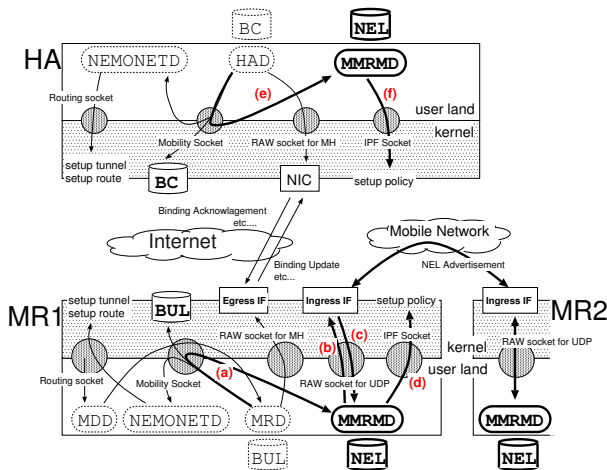 BC
NEL
HA
NEMONETD
HAD
MMRMD
Routing socket
(e)
(f)
user land
kernel
Mobility Socket
RAW socket for MH
IPF Socket
setup tunnel
setup route
BC
NIC
setup policy
Binding Acknowlagement
etc....
Internet
Mobile Network
NEL Advertisement
Binding Update
etc...
MR1
setup tunnel
setup route
BUL
Egress IF
Ingress IF
setup policy
Ingress IF
MR2
RAW socket for MH
(b)
(c)
IPF Socket
kernel
RAW socket for UDP
user land
Routing socket
Mobility Socket
(a)
RAW socket for UDP
(d)
MDD
NEMONETD
MRD
MMRMD
MMRMD
BUL
NEL
NEL